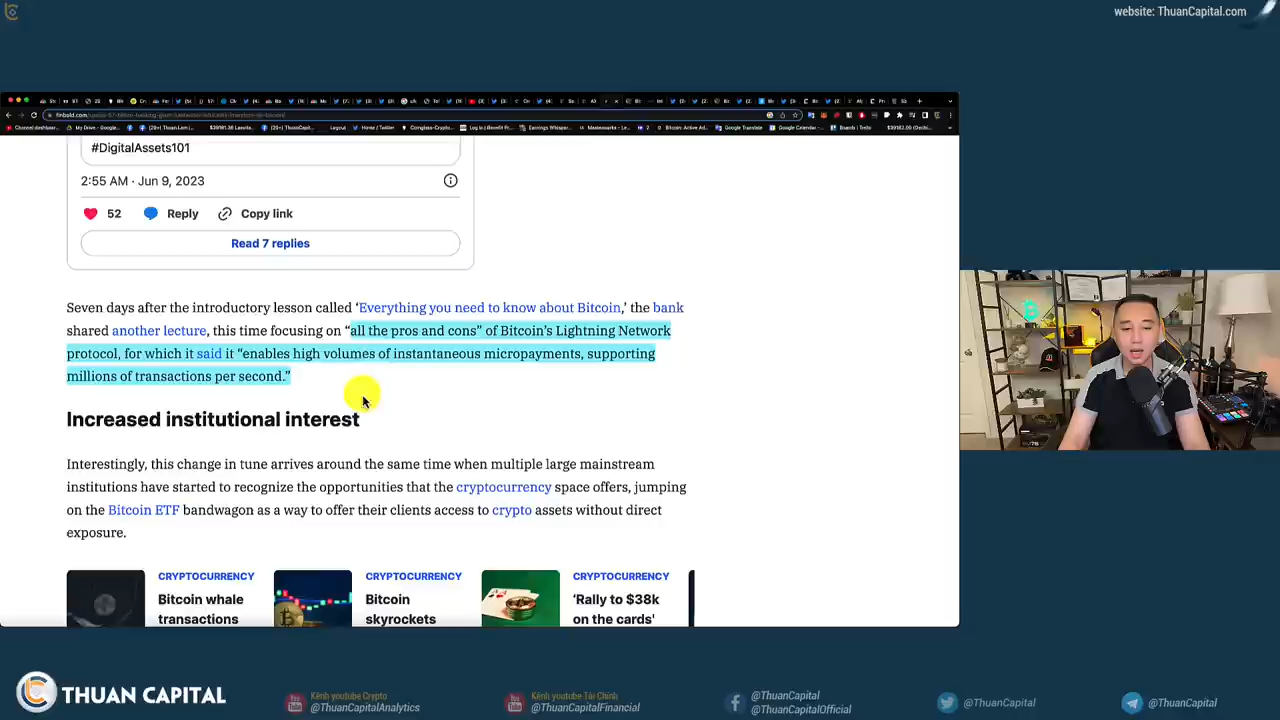 website: ThuanCapital.com
#DigitalAssets101
2:55 AM · Jun 9, 2023
52 Reply Copy link
Read 7 replies
Seven days after the introductory lesson called ‘Everything you need to know about Bitcoin,’ the bank
shared another lecture, this time focusing on “all the pros and cons” of Bitcoin’s Lightning Network
protocol, for which it said it “enables high volumes of instantaneous micropayments, supporting
millions of transactions per second.”
Increased institutional interest
Interestingly, this change in tune arrives around the same time when multiple large mainstream
institutions have started to recognize the opportunities that the cryptocurrency space offers, jumping
on the Bitcoin ETF bandwagon as a way to offer their clients access to crypto assets without direct
exposure.
CRYPTOCURRENCY CRYPTOCURRENCY CRYPTOCURRENCY
Bitcoin whale Bitcoin ‘Rally to $38k
transactions skyrockets on the cards'
THUAN CAPITAL
Kênh youtube Crypto
@ThuanCapitalAnalytics
Kênh youtube Tài Chính
@ThuanCapitalFinancial
@ThuanCapital
@ThuanCapitalOfficial
@ThuanCapital
@ThuanCapital